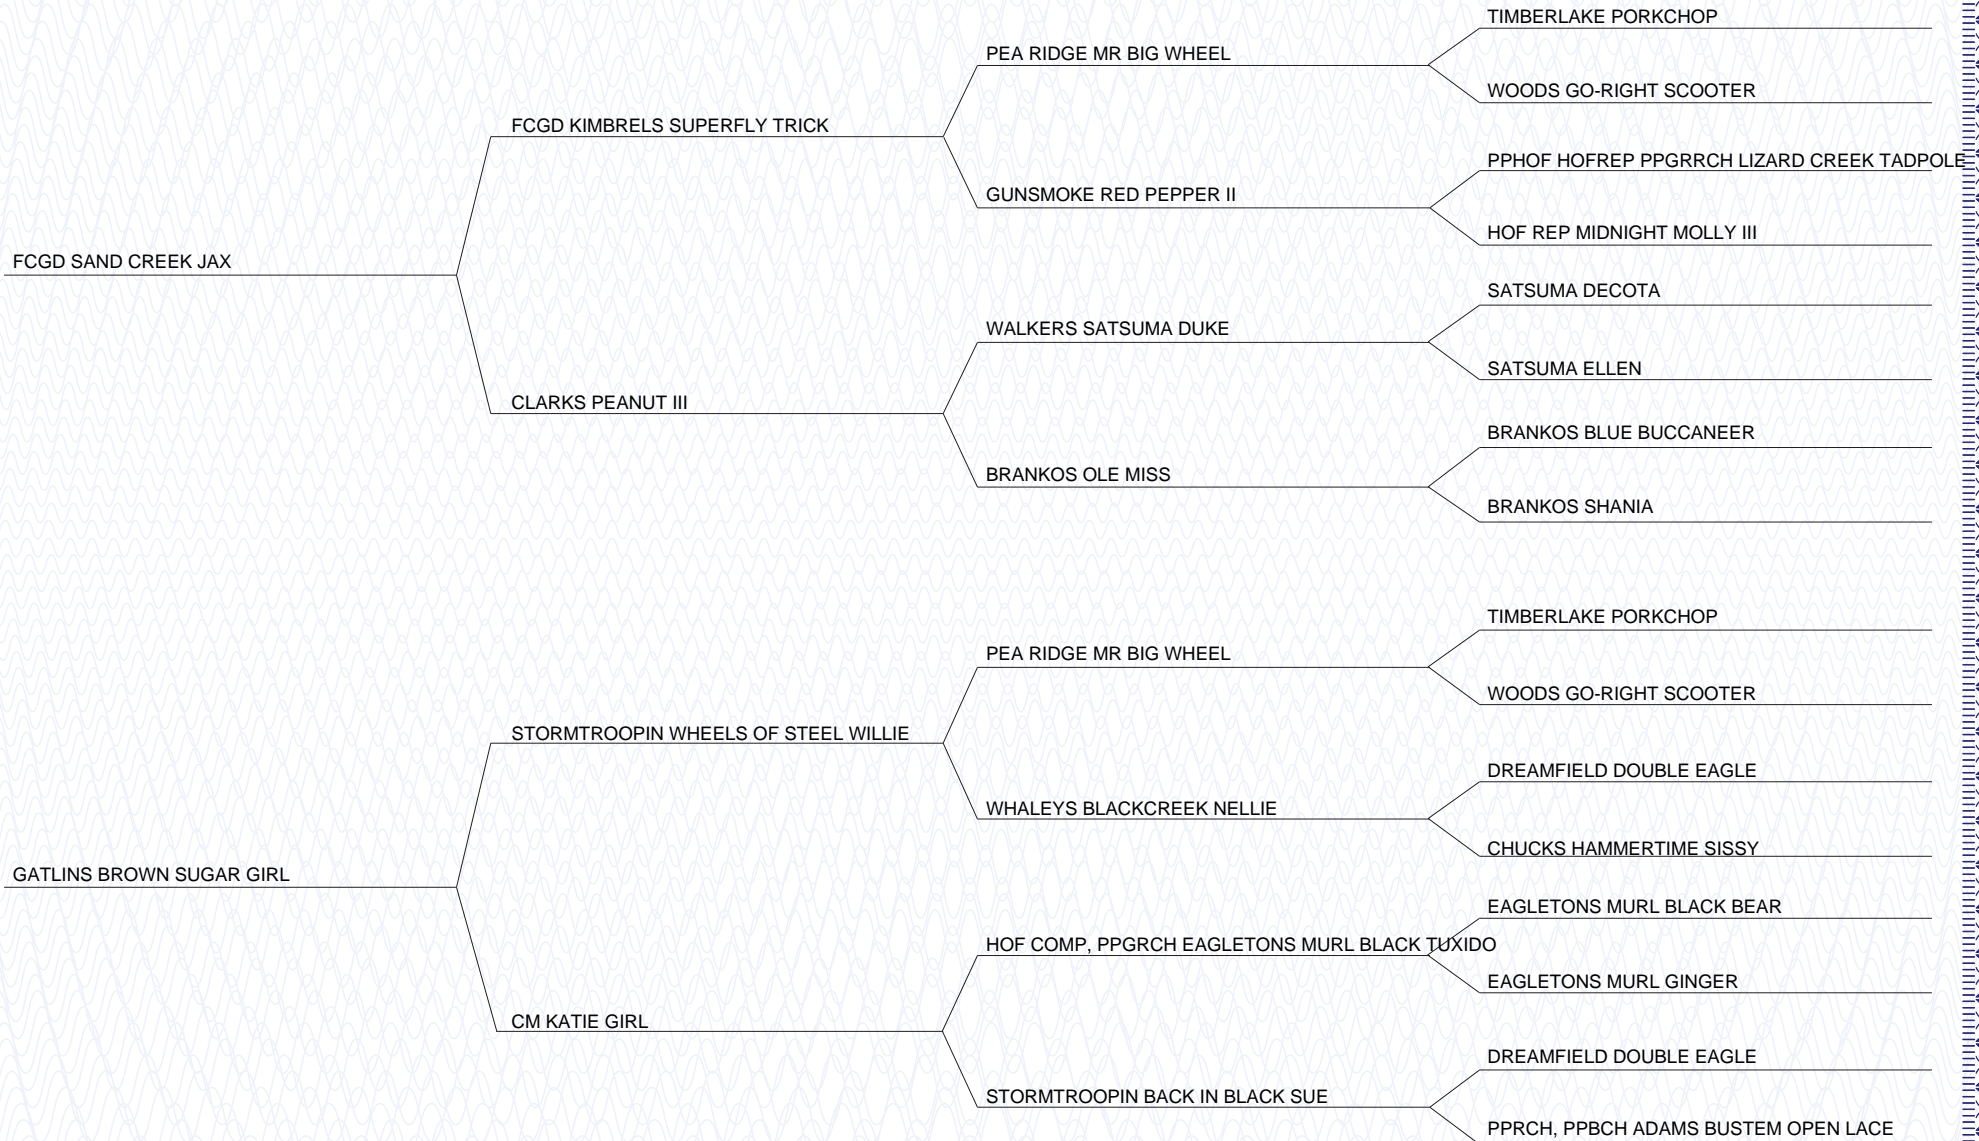 TIMBERLAKE PORKCHOP
PEA RIDGE MR BIG WHEEL
WOODS GO-RIGHT SCOOTER
FCGD KIMBRELS SUPERFLY TRICK
PPHOF HOFREP PPGRRCH LIZARD CREEK TADPOLE
GUNSMOKE RED PEPPER II
HOF REP MIDNIGHT MOLLY III
FCGD SAND CREEK JAX
SATSUMA DECOTA
WALKERS SATSUMA DUKE
SATSUMA ELLEN
CLARKS PEANUT III
BRANKOS BLUE BUCCANEER
BRANKOS OLE MISS
BRANKOS SHANIA
TIMBERLAKE PORKCHOP
PEA RIDGE MR BIG WHEEL
WOODS GO-RIGHT SCOOTER
STORMTROOPIN WHEELS OF STEEL WILLIE
DREAMFIELD DOUBLE EAGLE
WHALEYS BLACKCREEK NELLIE
CHUCKS HAMMERTIME SISSY
GATLINS BROWN SUGAR GIRL
EAGLETONS MURL BLACK BEAR
HOF COMP, PPGRCH EAGLETONS MURL BLACK TUXIDO
EAGLETONS MURL GINGER
CM KATIE GIRL
DREAMFIELD DOUBLE EAGLE
STORMTROOPIN BACK IN BLACK SUE
PPRCH, PPBCH ADAMS BUSTEM OPEN LACE